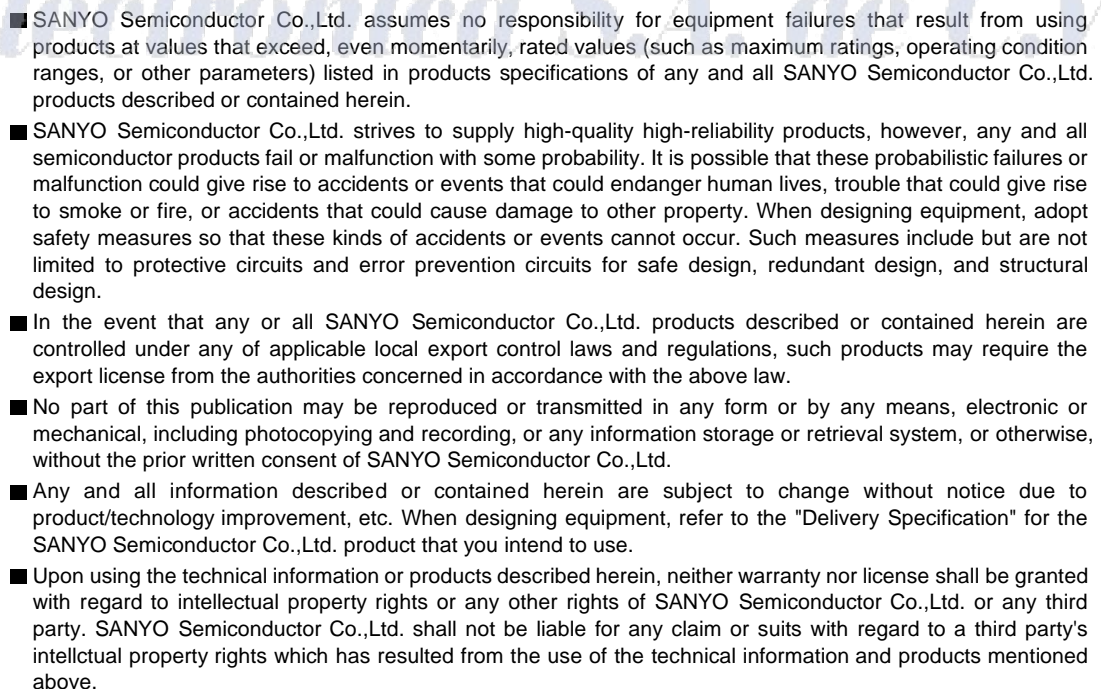 ■ SANYO Semiconductor Co.,Ltd. assumes no responsibility for equipment failures that result from using
products at values that exceed, even momentarily, rated values (such as maximum ratings, operating condition
ranges, or other parameters) listed in products specifications of any and all SANYO Semiconductor Co.,Ltd.
products described or contained herein.
■ SANYO Semiconductor Co.,Ltd. strives to supply high-quality high-reliability products, however, any and all
semiconductor products fail or malfunction with some probability. It is possible that these probabilistic failures or
malfunction could give rise to accidents or events that could endanger human lives, trouble that could give rise
to smoke or fire, or accidents that could cause damage to other property. When designing equipment, adopt
safety measures so that these kinds of accidents or events cannot occur. Such measures include but are not
limited to protective circuits and error prevention circuits for safe design, redundant design, and structural
design.
■ In the event that any or all SANYO Semiconductor Co.,Ltd. products described or contained herein are
controlled under any of applicable local export control laws and regulations, such products may require the
export license from the authorities concerned in accordance with the above law.
■ No part of this publication may be reproduced or transmitted in any form or by any means, electronic or
mechanical, including photocopying and recording, or any information storage or retrieval system, or otherwise,
without the prior written consent of SANYO Semiconductor Co.,Ltd.
■ Any and all information described or contained herein are subject to change without notice due to
product/technology improvement, etc. When designing equipment, refer to the "Delivery Specification" for the
SANYO Semiconductor Co.,Ltd. product that you intend to use.
■ Upon using the technical information or products described herein, neither warranty nor license shall be granted
with regard to intellectual property rights or any other rights of SANYO Semiconductor Co.,Ltd. or any third
party. SANYO Semiconductor Co.,Ltd. shall not be liable for any claim or suits with regard to a third party's
intellctual property rights which has resulted from the use of the technical information and products mentioned
above.